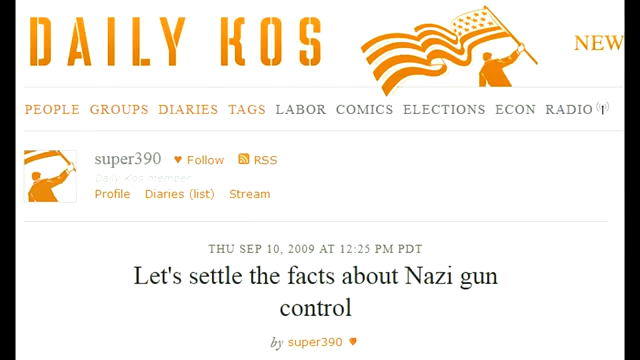 DAILY KOS
NEW
PEOPLE GROUPS DIARIES TAGS LABOR COMICS ELECTIONS ECON RADIO
super390 Follow RSS
Daily Kos member
Profile Diaries (list) Stream
THU SEP 10, 2009 AT 12:25 PM PDT
Let's settle the facts about Nazi gun
control
by super390